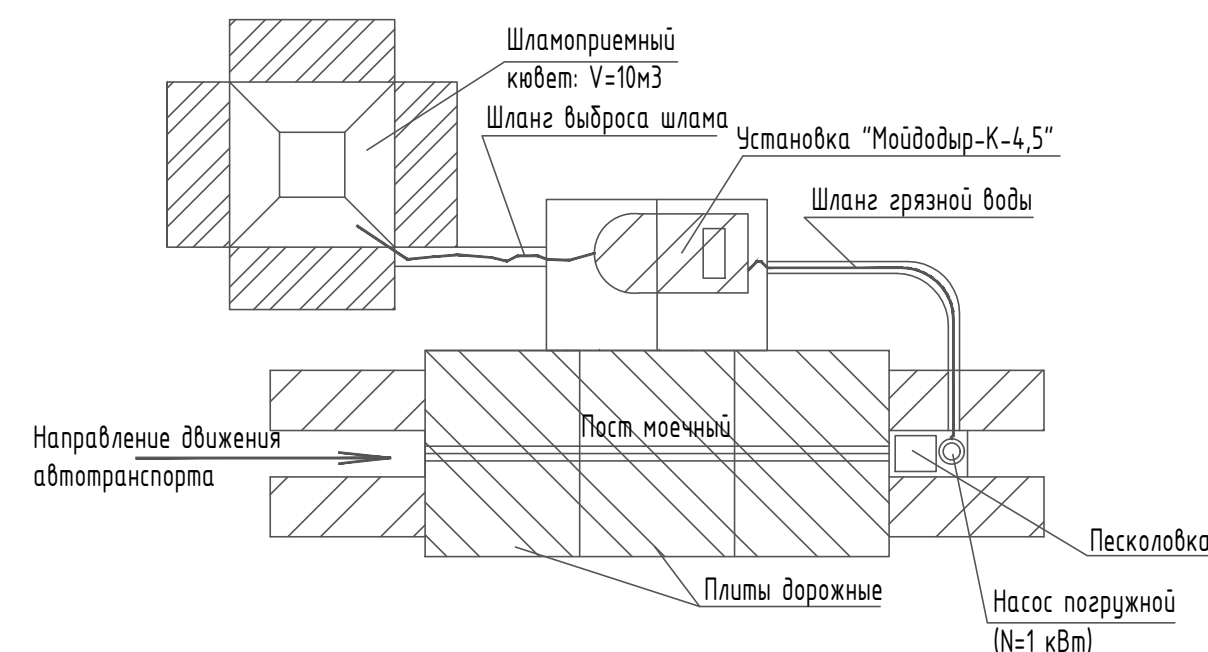 Шламоприемный
кювет: V=10м3
Шланг выброса шлама
Установка "Мойдодыр-К-4,5"
Шланг грязной воды
Пост моечный
Направление движения
автотранспорта
Песколовка
Плиты дорожные
Насос погружной
(N=1 кВт)